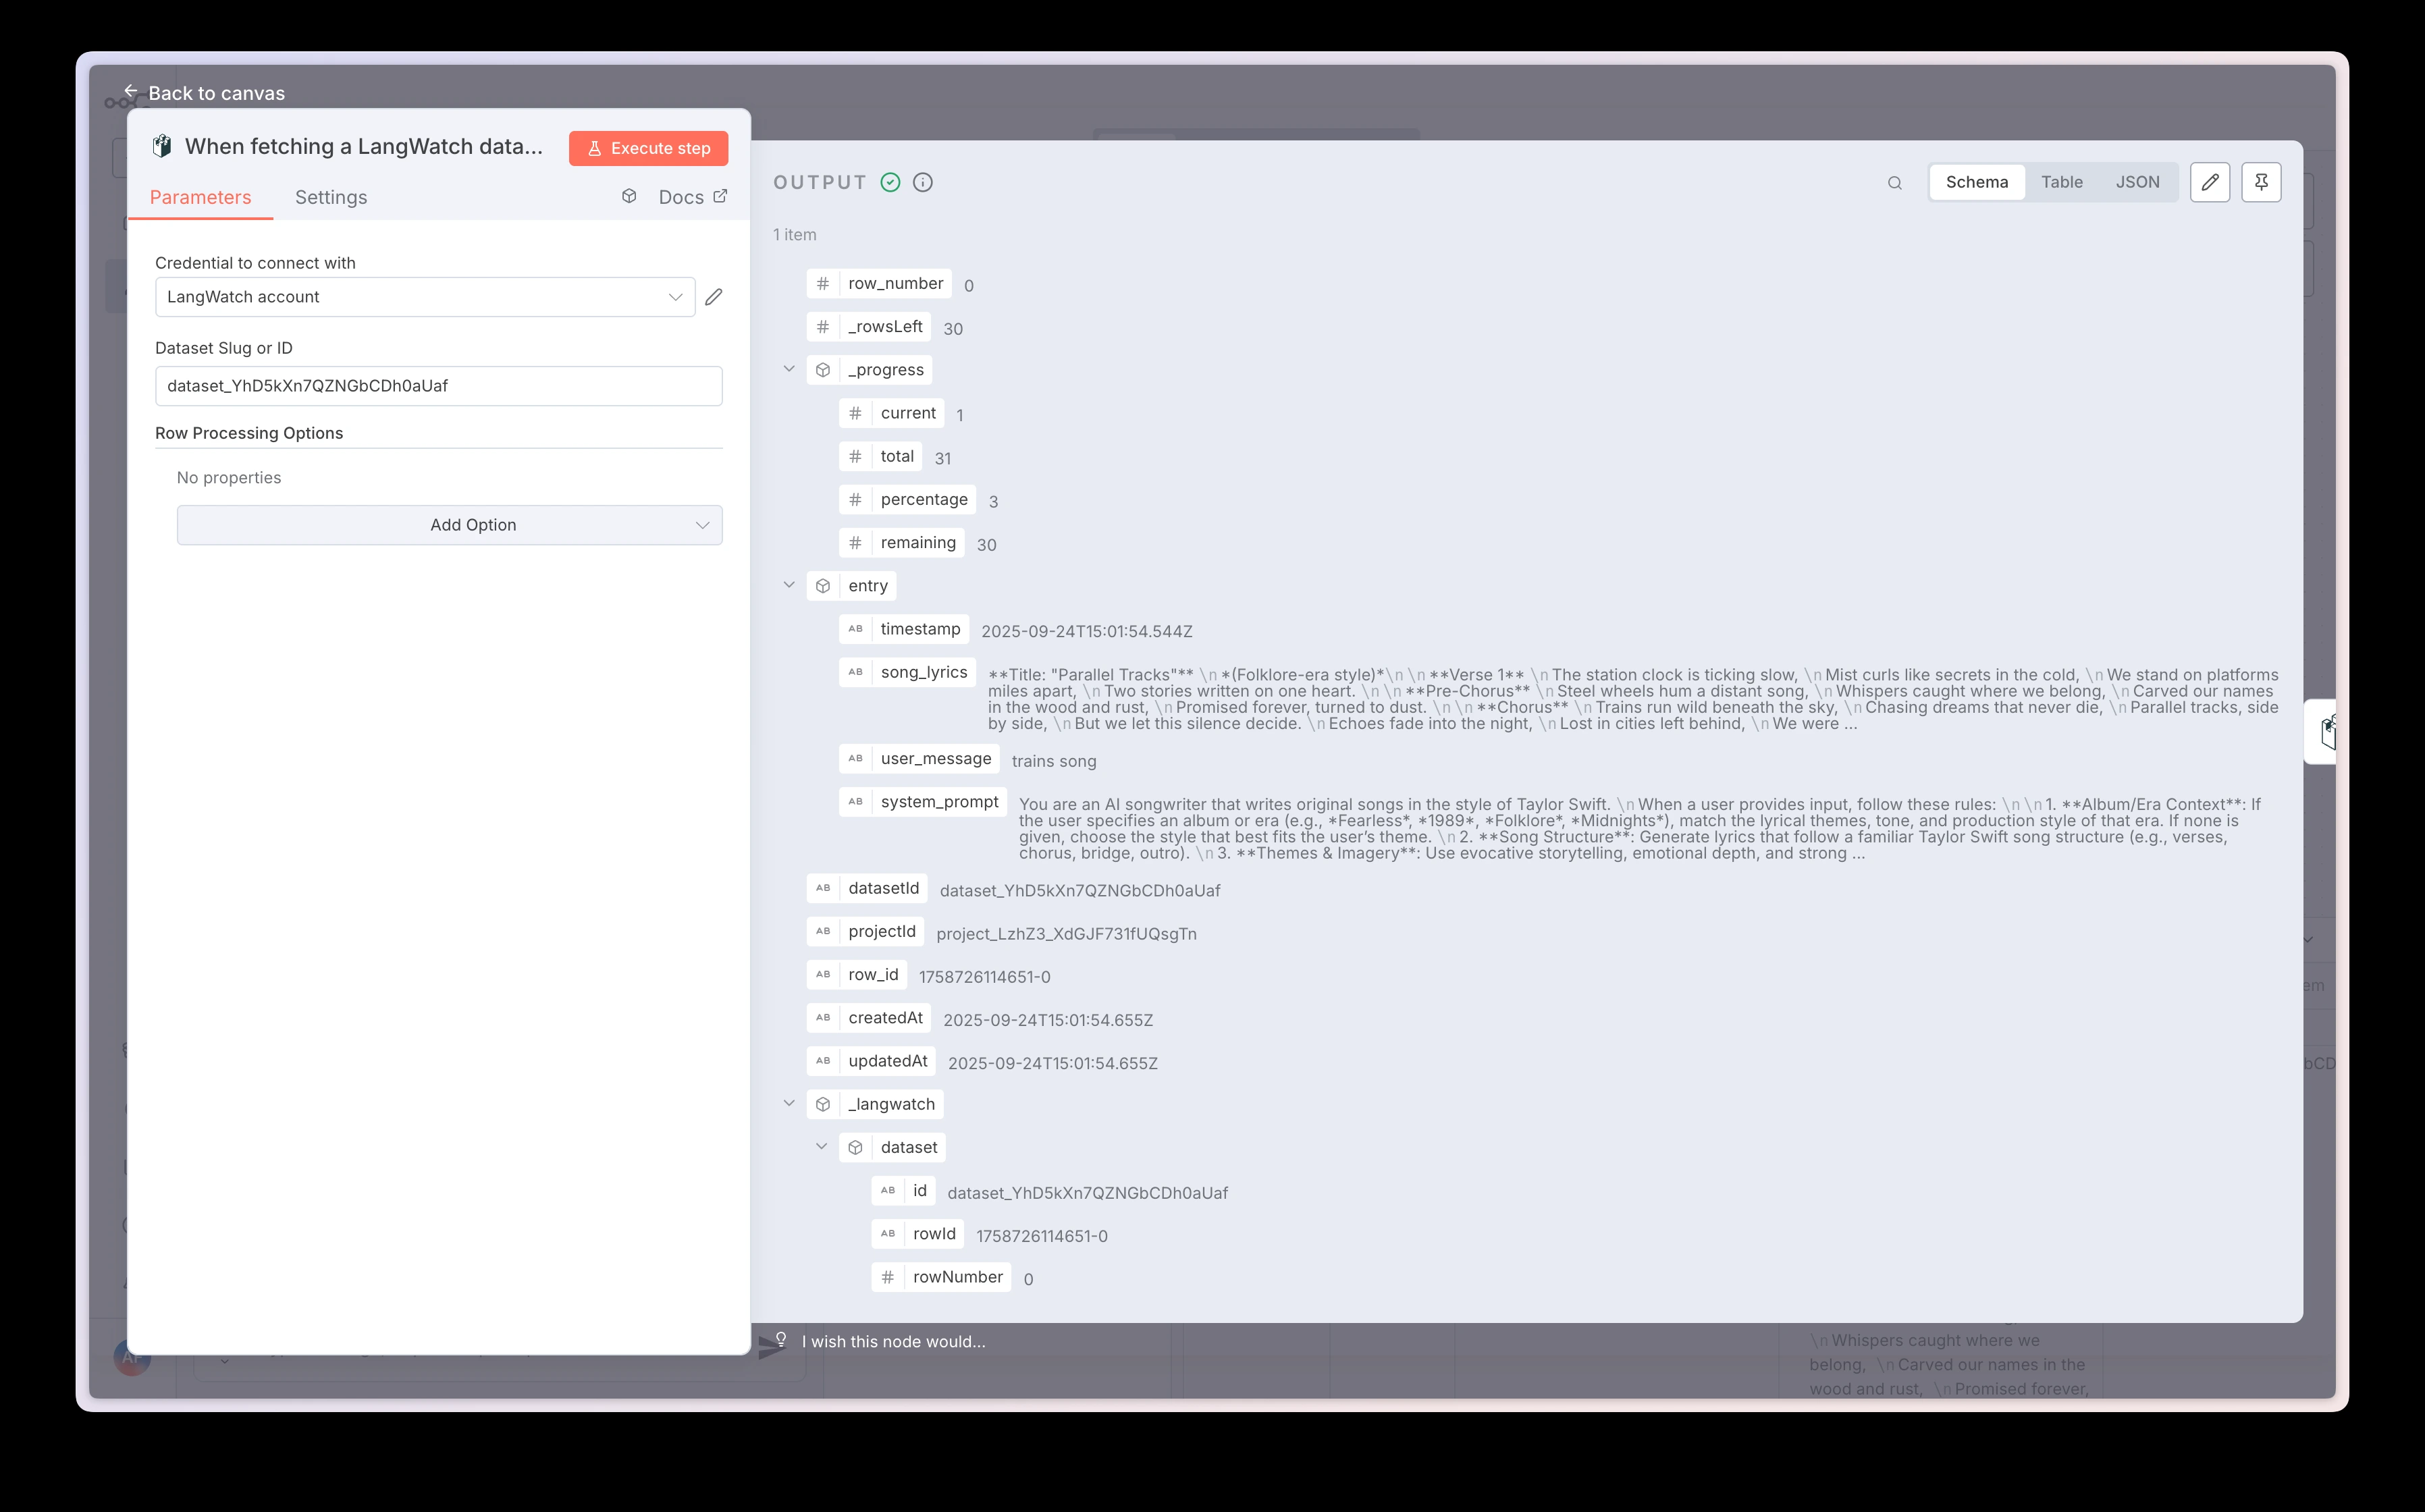 Back to canvas
When fetching a LangWatch data...
Execute step
Parameters
Settings
Docs
Credential to connect with
LangWatch account
Dataset Slug or ID
dataset_YhD5kXn7QZNGbCDh0aUaf
Row Processing Options
No properties
Add Option
OUTPUT
Schema
Table
JSON
1 item
# row_number 0
# _rowsLeft 30
_progress
# current 1
# total 31
# percentage 3
# remaining 30
entry
AB timestamp 2025-09-24T15:01:54.544Z
AB song_lyrics **Title: "Parallel Tracks"** \n *(Folklore-era style)*\n \n **Verse 1** \n The station clock is ticking slow, \n Mist curls like secrets in the cold, \n We stand on platforms
miles apart, \n Two stories written on one heart. \n \n **Pre-Chorus** \n Steel wheels hum a distant song, \n Whispers caught where we belong, \n Carved our names
in the wood and rust, \n Promised forever, turned to dust. \n \n **Chorus** \n Trains run wild beneath the sky, \n Chasing dreams that never die, \n Parallel tracks, side
by side, \n But we let this silence decide. \n Echoes fade into the night, \n Lost in cities left behind, \n We were ...
AB user_message trains song
AB system_prompt You are an AI songwriter that writes original songs in the style of Taylor Swift. \n When a user provides input, follow these rules: \n \n 1. **Album/Era Context**: If
the user specifies an album or era (e.g., *Fearless*, *1989*, *Folklore*, *Midnights*), match the lyrical themes, tone, and production style of that era. If none is
given, choose the style that best fits the user’s theme. \n 2. **Song Structure**: Generate lyrics that follow a familiar Taylor Swift song structure (e.g., verses,
chorus, bridge, outro). \n 3. **Themes & Imagery**: Use evocative storytelling, emotional depth, and strong ...
AB datasetId dataset_YhD5kXn7QZNGbCDh0aUaf
AB projectId project_LzhZ3_XdGJF731fUQsgTn
AB row_id 1758726114651-0
AB createdAt 2025-09-24T15:01:54.655Z
AB updatedAt 2025-09-24T15:01:54.655Z
_langwatch
dataset
AB id dataset_YhD5kXn7QZNGbCDh0aUaf
AB rowId 1758726114651-0
# rowNumber 0
I wish this node would...
em
bCD
\n Whispers caught where we
belong, \n Carved our names in the
wood and rust, \n Promised forever,